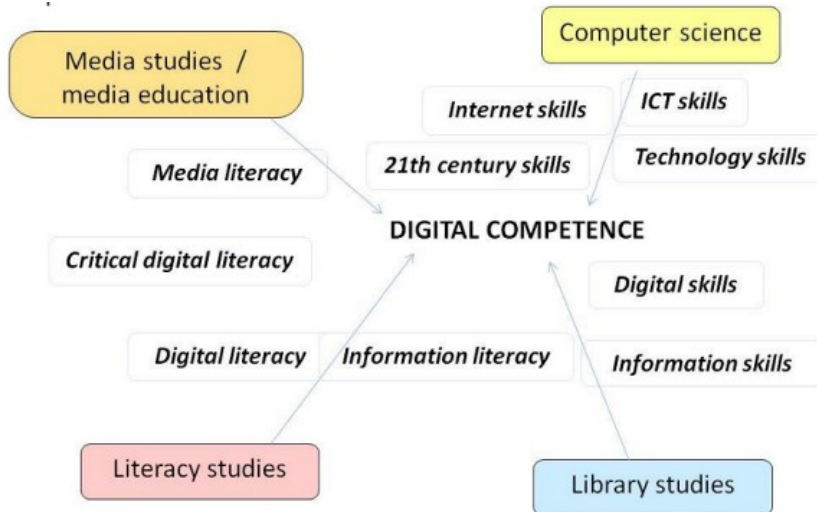 Computer science
Media studies /
media education
Internet skills
ICT skills
Media literacy
21th century skills
Technology skills
DIGITAL COMPETENCE
Critical digital literacy
Digital skills
Digital literacy
Information literacy
Information skills
Literacy studies
Library studies